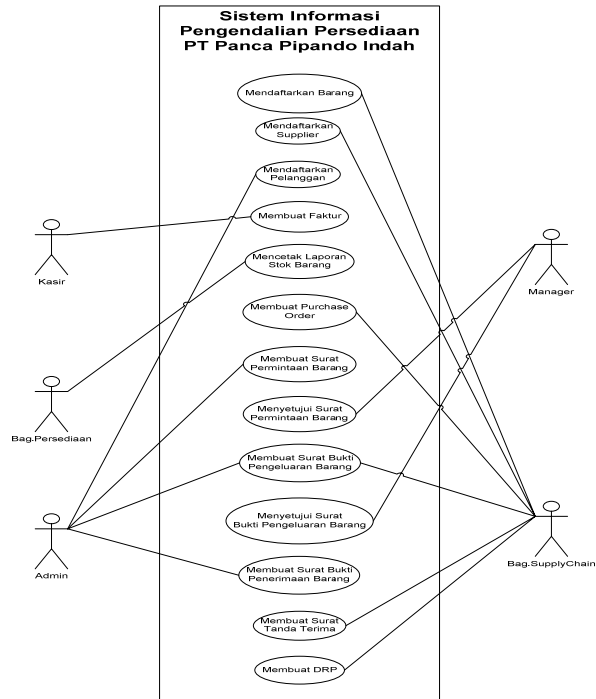 Sistem Informasi
Pengendalian Persediaan
PT Panca Pipando Indah
Mendaftarkan Barang
Mendaftarkan
Supplier
Mendaftarkan
Pelanggan
Membuat Faktur
Kasir
Mencetak Laporan
Stok Barang
Manager
Membuat Purchase
Order
Membuat Surat
Permintaan Barang
Menyetujui Surat
Permintaan Barang
Bag.Persediaan
Membuat Surat Bukti
Pengeluaran Barang
Menyetujui Surat
Bukti Pengeluaran Barang
Bag.SupplyChain
Admin
Membuat Surat Bukti
Penerimaan Barang
Membuat Surat
Tanda Terima
Membuat DRP